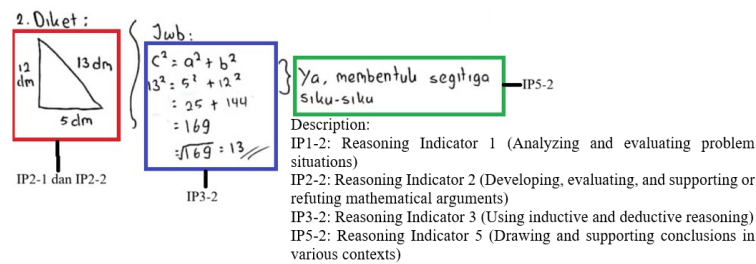 2. Diket :
12 dm
13 dm
5 dm
IP2-1 dan IP2-2
Jwb:
c² = a² + b²
13² = 5² + 12²
: 25 + 144
= 169
=√169 = 13
IP3-2
Ya, membentuk segitiga
siku-siku
IP5-2
Description:
IP1-2: Reasoning Indicator 1 (Analyzing and evaluating problem
situations)
IP2-2: Reasoning Indicator 2 (Developing, evaluating, and supporting or
refuting mathematical arguments)
IP3-2: Reasoning Indicator 3 (Using inductive and deductive reasoning)
IP5-2: Reasoning Indicator 5 (Drawing and supporting conclusions in
various contexts)